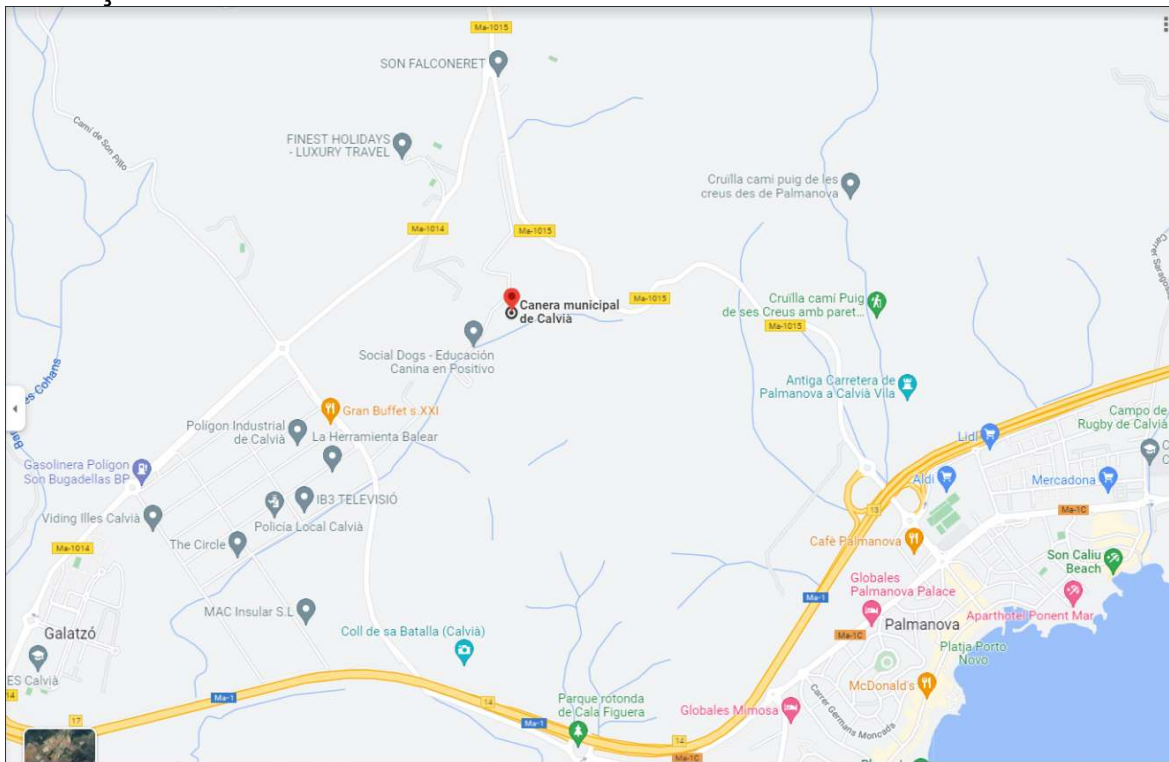 3
Ma-1015
SON FALCONERET
Camí de Son Pillo
FINEST HOLIDAYS
- LUXURY TRAVEL
Cruïlla cami puig de les
creus des de Palmanova
Ma-1014
Ma-1015
Canera municipal
de Calvià
Ma-1015
Cruïlla camí Puig
de ses Creus amb paret...
Ma-1015
Social Dogs - Educación
Canina en Positivo
Antiga Carretera de
Palmanova a Calvià Vila
Gran Buffet s.XXI
Polígon Industrial
de Calvià
La Herramienta Balear
Campo de
Rugby de Calvià
Lidl
Gasolinera Polígon
Son Bugadellas BP
Aldi
Mercadona
IB3 TELEVISIÓ
Policía Local Calvià
Viding Illes Calvià
13
Ma-1C
The Circle
Cafè Palmanova
Ma-1014
Son Caliu
Beach
Globales
Palmanova Palace
Ma-1
MAC Insular S.L
Aparthotel Ponent Mar
Galatzó
Coll de sa Batalla (Calvià)
Palmanova
Ma-1C
Platja Porto
Novo
ES Calvià
14
Ma-1
14
McDonald's
Parque rotonda
de Cala Figuera
Globales Mimosa
Carrer Germans Moncada
17
Ma-1
14